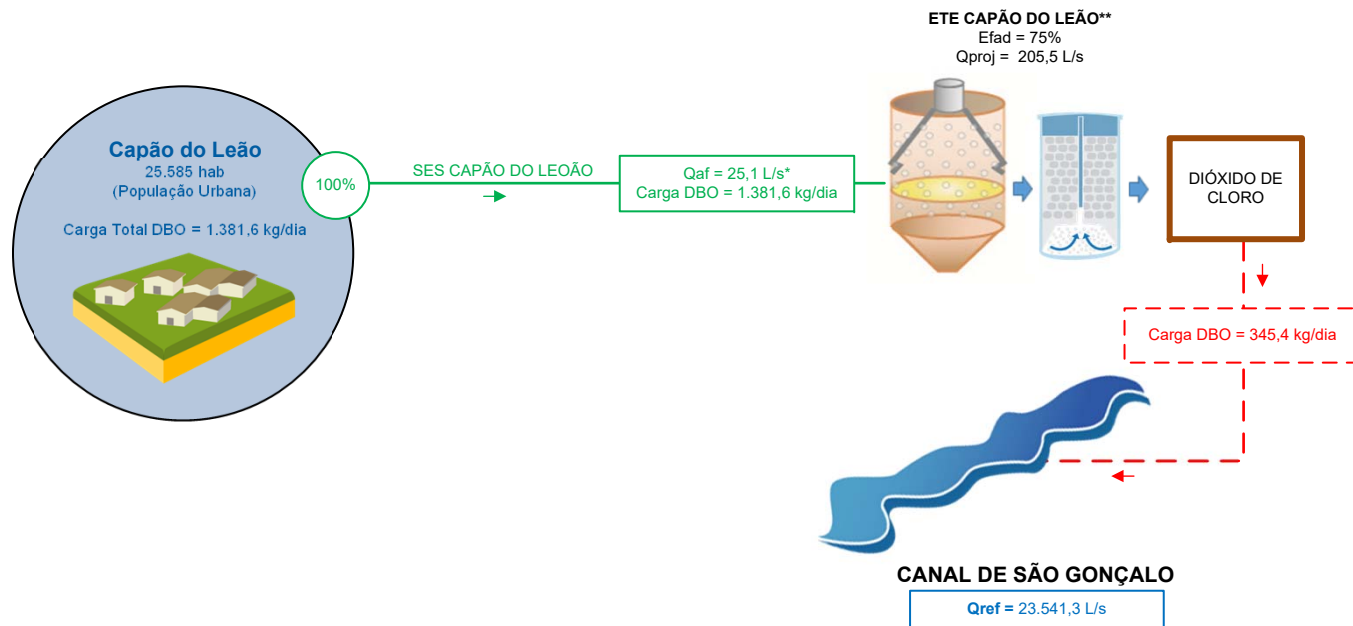 ETE CAPÃO DO LEÃO**
Efad = 75%
Qproj = 205,5 L/s
Capão do Leão
25.585 hab
(População Urbana)
Carga Total DBO = 1.381,6 kg/dia
100%
SES CAPÃO DO LEOÃO
Qaf = 25,1 L/s*
Carga DBO = 1.381,6 kg/dia
DIÓXIDO DE
CLORO
Carga DBO = 345,4 kg/dia
CANAL DE SÃO GONÇALO
Qref = 23.541,3 L/s